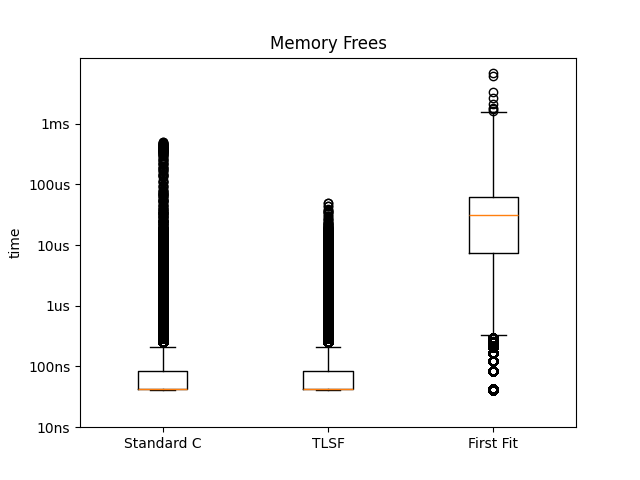 Memory Frees
1ms
100us
10us
1us
100ns
10ns
time
Standard C
TLSF
First Fit